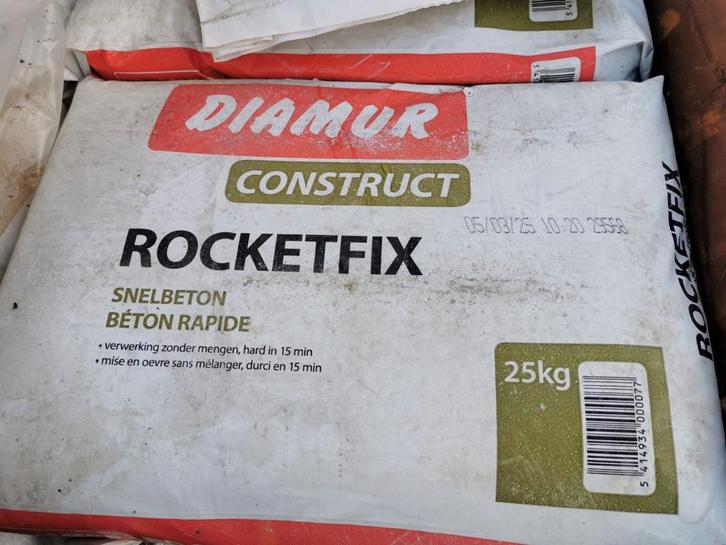 DIAMUR
CONSTRUCT
05/03/25 10:20 29558
ROCKETFIX
SNELBETON
BÉTON RAPIDE
• verwerking zonder mengen, hard in 15 min
• mise en oevre sans mélanger, durci en 15 min
25kg
5 414934 000077
ROCKETFIX